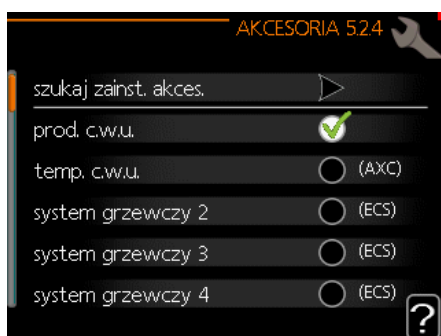 AKCESORIA 5.2.4
szukaj zainst. akces.
prod. c.w.u.
temp. c.w.u. (AXC)
system grzewczy 2 (ECS)
system grzewczy 3 (ECS)
system grzewczy 4 (ECS)
?